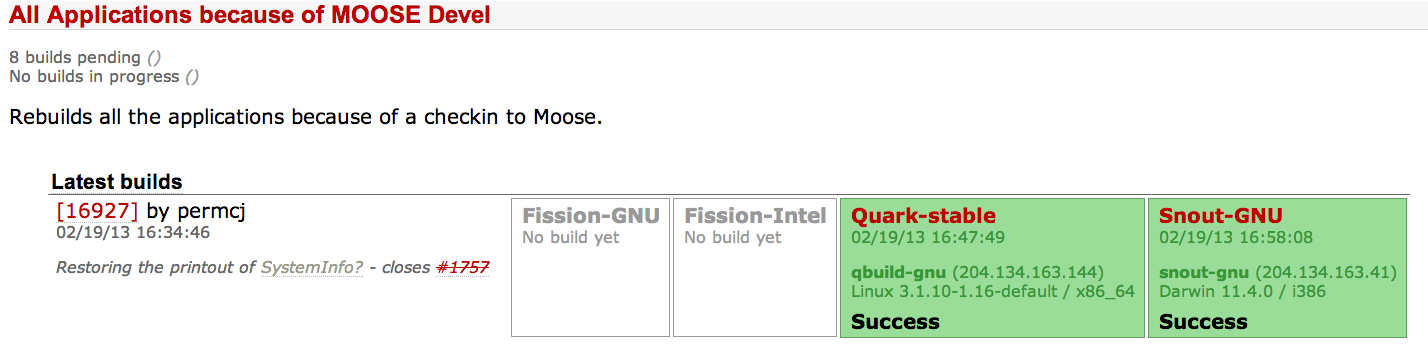 All Applications because of MOOSE Devel
8 builds pending ()
No builds in progress ()
Rebuilds all the applications because of a checkin to Moose.
Latest builds
[16927] by permcj
02/19/13 16:34:46
Restoring the printout of SystemInfo? - closes #1757
Fission-GNU
No build yet
Fission-Intel
No build yet
Quark-stable
02/19/13 16:47:49
qbuild-gnu (204.134.163.144)
Linux 3.1.10-1.16-default / x86_64
Success
Snout-GNU
02/19/13 16:58:08
snout-gnu (204.134.163.41)
Darwin 11.4.0 / i386
Success